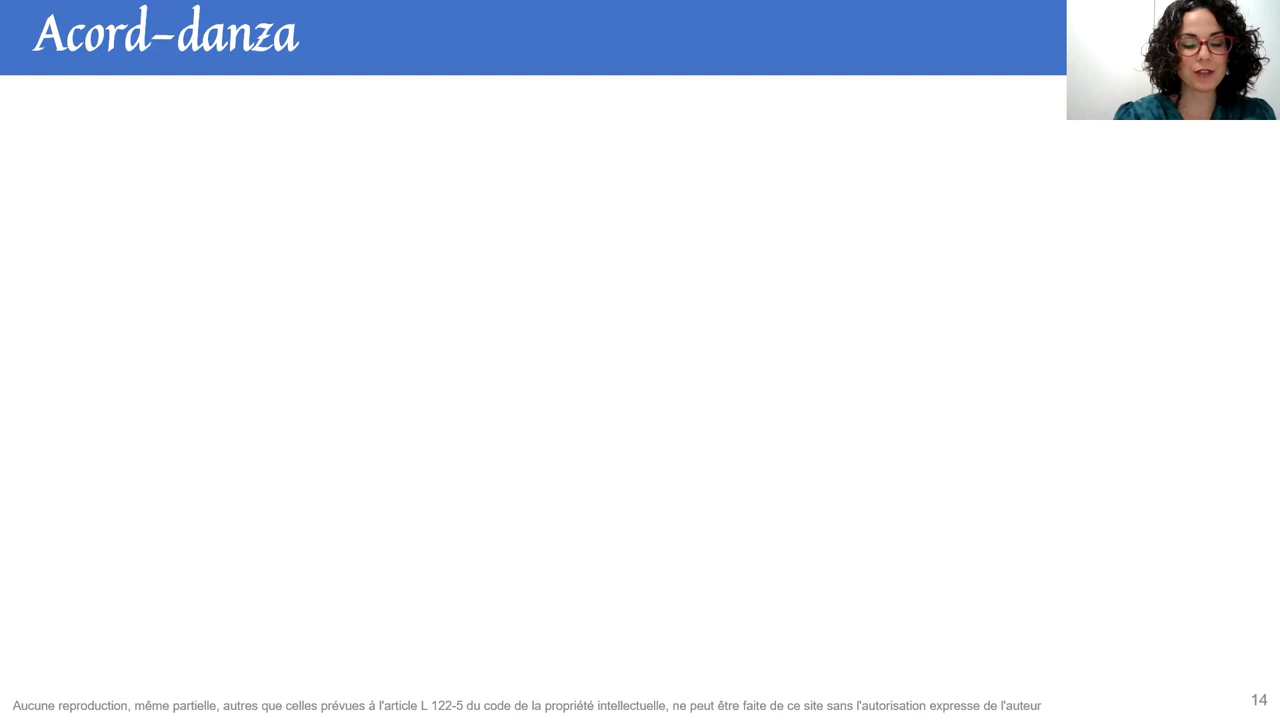 Acord-danza
Aucune reproduction, même partielle, autres que celles prévues à l'article L 122-5 du code de la propriété intellectuelle, ne peut être faite de ce site sans l'autorisation expresse de l'auteur
14